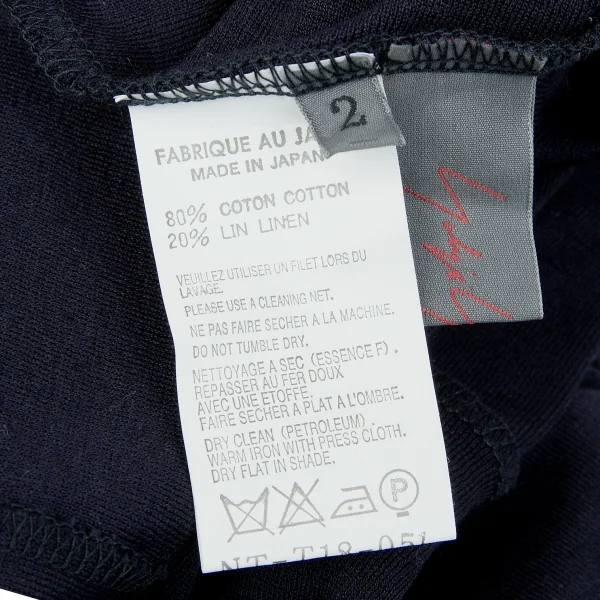 2
FABRIQUE AU
MADE IN JAPAN
80% COTON COTTON
20% LIN LINEN
VEUILLEZ UTILISER UN FILET LORS DU
LAVAGE.
PLEASE USE A CLEANING NET.
NE PAS FAIRE SECHER A LA MACHINE.
DO NOT TUMBLE DRY.
NETTOYAGE A SEC (ESSENCE F).
REPASSER AU FER DOUX
AVEC UNE ETOFFE.
FAIRE SECHER A PLAT A L'OMBRE.
DRY CLEAN (PETROLEUM).
WARM IRON WITH PRESS CLOTH.
DRY FLAT IN SHADE.
P